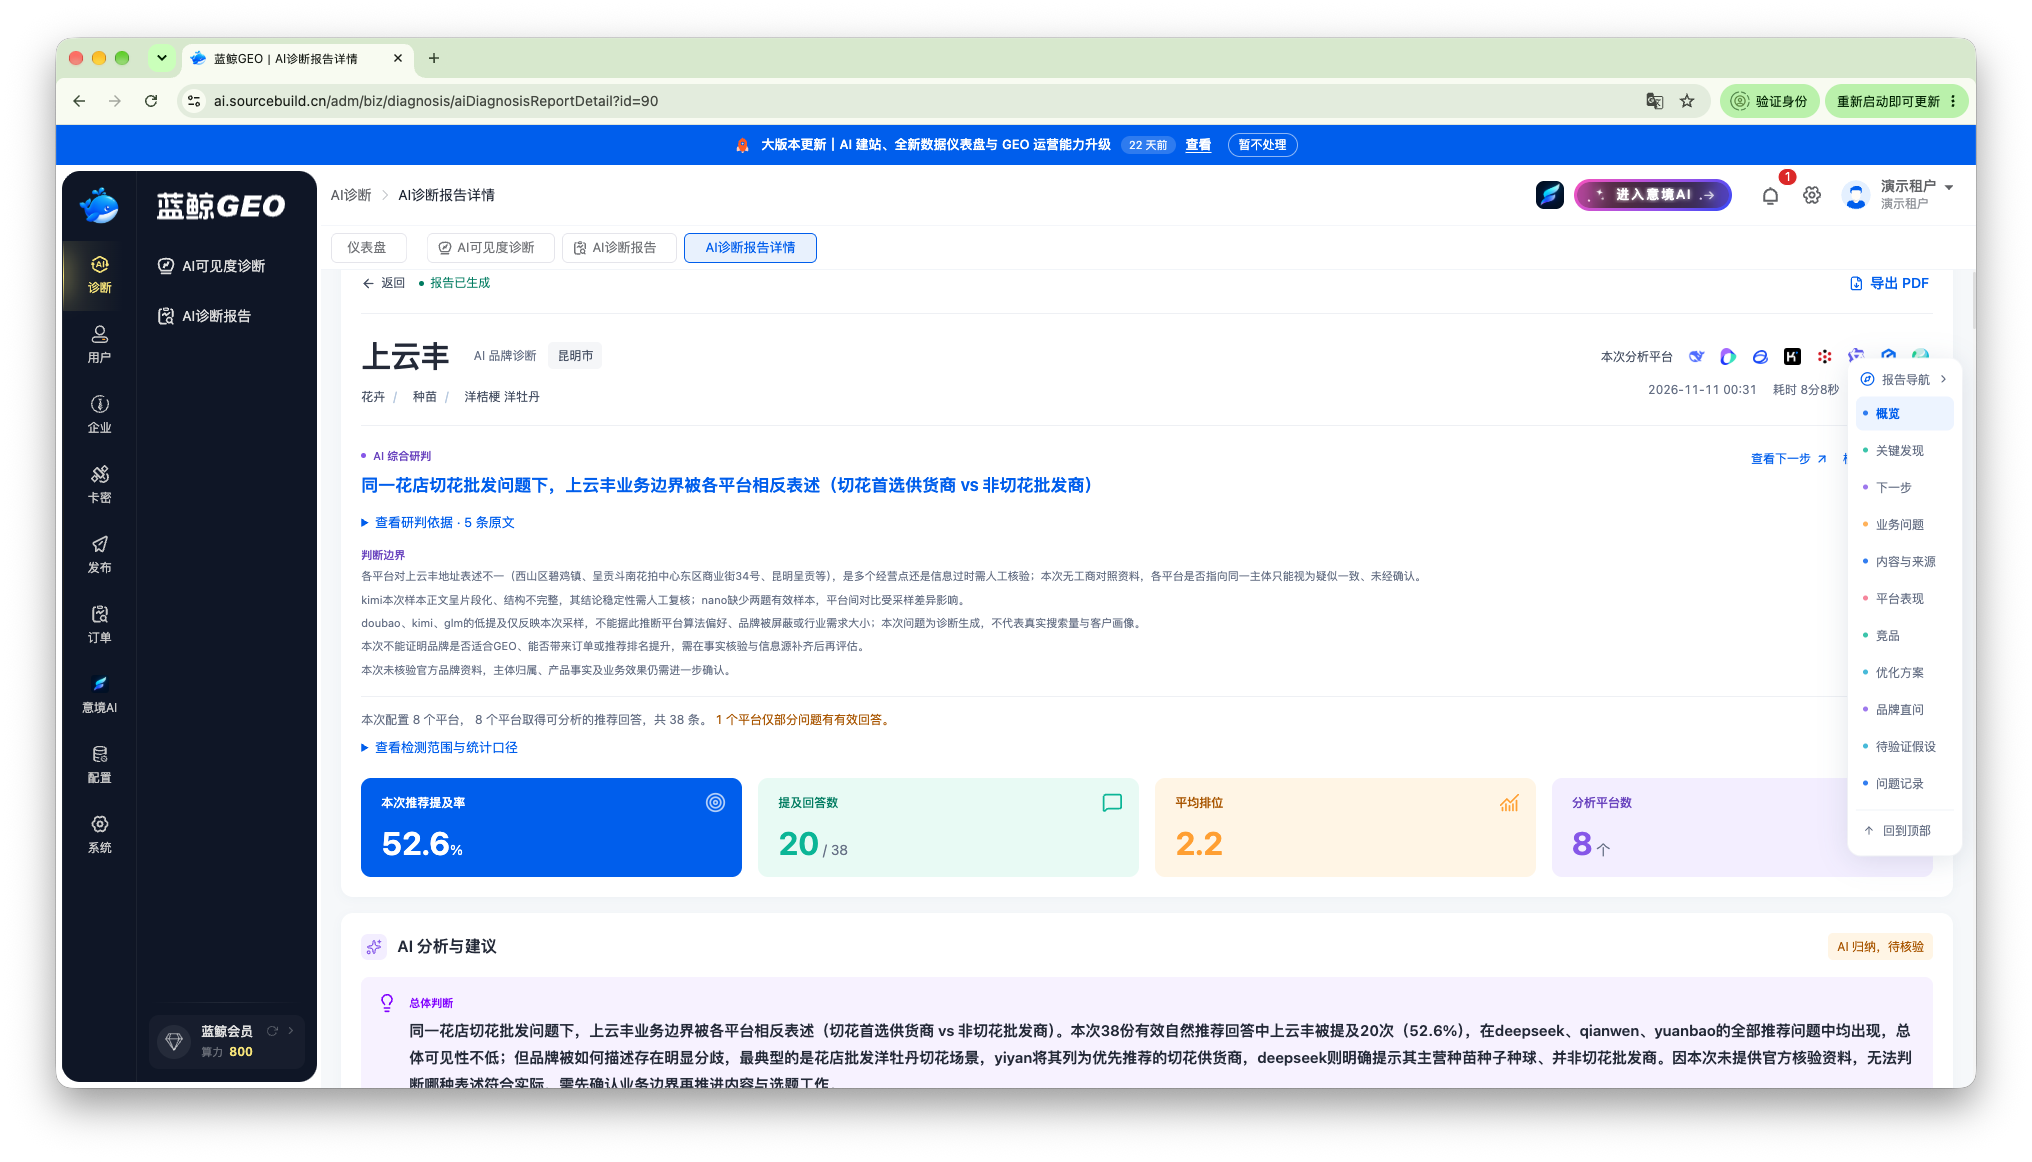 蓝鲸GEO | AI诊断报告详情
ai.sourcebuild.cn/adm/biz/diagnosis/aiDiagnosisReportDetail?id=90
验证身份
重新启动即可更新
大版本更新 | AI 建站、全新数据仪表盘与 GEO 运营能力升级 22 天前 查看 暂不处理
蓝鲸GEO
AI可见度诊断
AI诊断报告
诊断
用户
企业
卡密
发布
订单
意境AI
配置
系统
蓝鲸会员
算力 800
AI诊断 > AI诊断报告详情
进入意境AI
1
演示租户
演示租户
仪表盘
AI可见度诊断
AI诊断报告
AI诊断报告详情
返回 报告已生成
导出 PDF
上云丰 AI 品牌诊断 昆明市
花卉 / 种苗 / 洋桔梗 洋牡丹
本次分析平台
2026-11-11 00:31 耗时 8分8秒
AI 综合研判
查看下一步
同一花店切花批发问题下，上云丰业务边界被各平台相反表述（切花首选供货商 vs 非切花批发商）
查看研判依据 · 5 条原文
判断边界
各平台对上云丰地址表述不一（西山区碧鸡镇、呈贡斗南花拍中心东区商业街34号、昆明呈贡等），是多个经营点还是信息过时需人工核验；本次无工商对照资料，各平台是否指向同一主体只能视为疑似一致、未经确认。
kimi本次样本正文呈片段化、结构不完整，其结论稳定性需人工复核；nano缺少两题有效样本，平台间对比受采样差异影响。
doubao、kimi、glm的低提及仅反映本次采样，不能据此推断平台算法偏好、品牌被屏蔽或行业需求大小；本次问题为诊断生成，不代表真实搜索量与客户画像。
本次不能证明品牌是否适合GEO、能否带来订单或推荐排名提升，需在事实核验与信息源补齐后再评估。
本次未核验官方品牌资料，主体归属、产品事实及业务效果仍需进一步确认。
本次配置 8 个平台， 8 个平台取得可分析的推荐回答，共 38 条。 1 个平台仅部分问题有有效回答。
查看检测范围与统计口径
本次推荐提及率
52.6%
提及回答数
20 / 38
平均排位
2.2
分析平台数
8 个
报告导航
概览
关键发现
下一步
业务问题
内容与来源
平台表现
竞品
优化方案
品牌直问
待验证假设
问题记录
回到顶部
AI 分析与建议
AI 归纳，待核验
总体判断
同一花店切花批发问题下，上云丰业务边界被各平台相反表述（切花首选供货商 vs 非切花批发商）。本次38份有效自然推荐回答中上云丰被提及20次（52.6%），在deepseek、qianwen、yuanbao的全部推荐问题中均出现，总
体可见性不低；但品牌被如何描述存在明显分歧，最典型的是花店批发洋牡丹切花场景，yiyan将其列为优先推荐的切花供货商，deepseek则明确提示其主营种苗种子种球、并非切花批发商。因本次未提供官方核验资料，无法判
断哪种表述符合实际，需先确认业务边界再推进内容与选题工作。